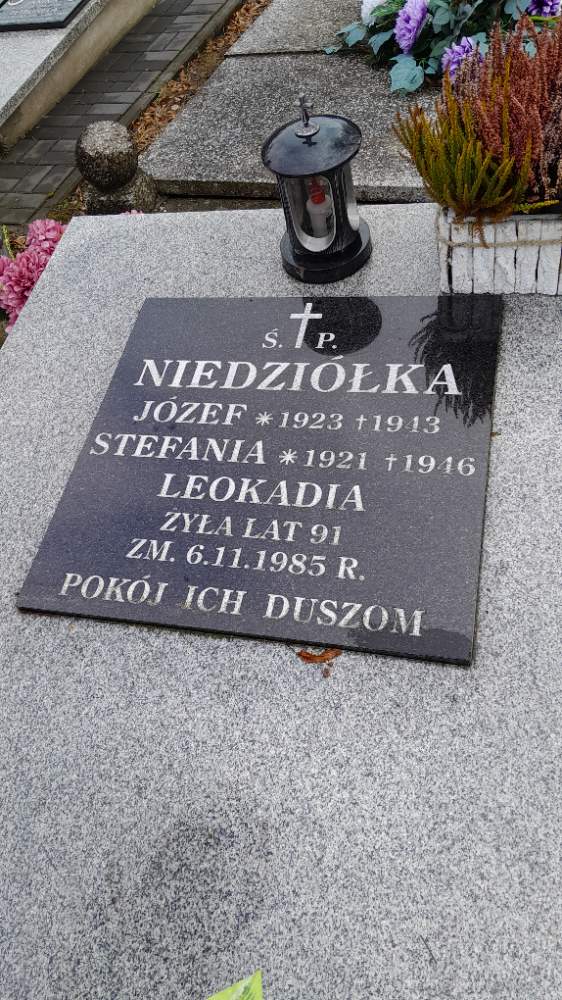 Ś. P.
NIEDZIÓŁKA
JÓZEF *1923 †1943
STEFANIA *1921 †1946
LEOKADIA
ŻYŁA LAT 91
ZM. 6.11.1985 R.
POKÓJ ICH DUSZOM